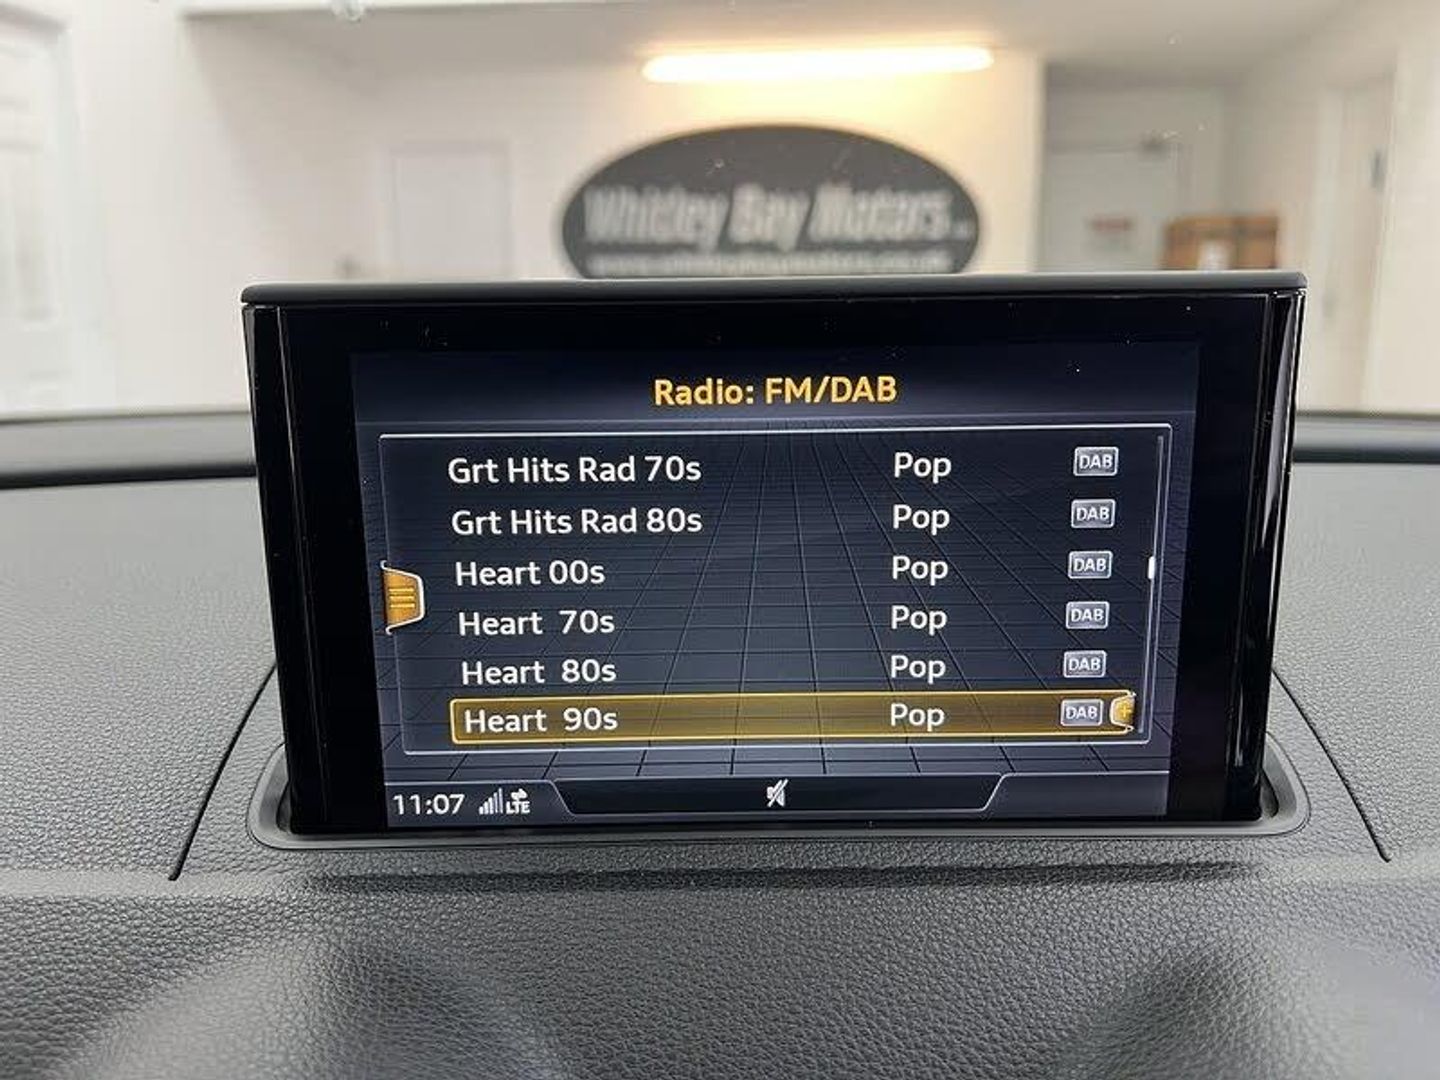 Whitley Bay Motors
Radio: FM/DAB
Grt Hits Rad 70s Pop DAB
Grt Hits Rad 80s Pop DAB
Heart 00s Pop DAB
Heart 70s Pop DAB
Heart 80s Pop DAB
Heart 90s Pop DAB
11:07 LTE